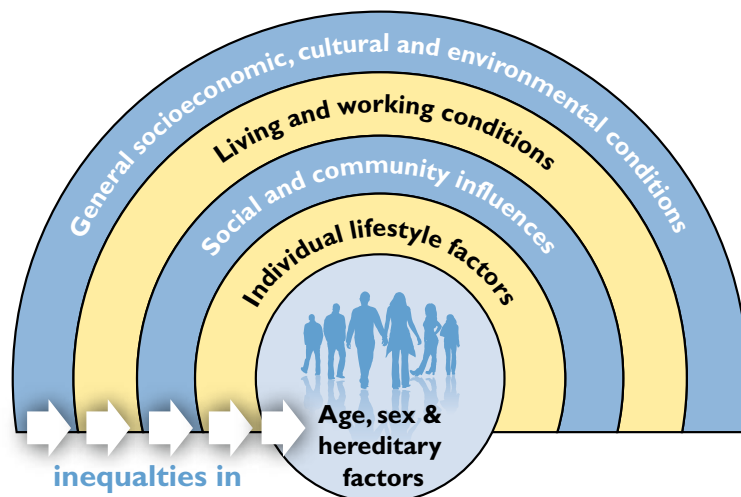 General socioeconomic, cultural and environmental conditions
Living and working conditions
Social and community influences
Individual lifestyle factors
Age, sex &
hereditary
factors
inequalties in